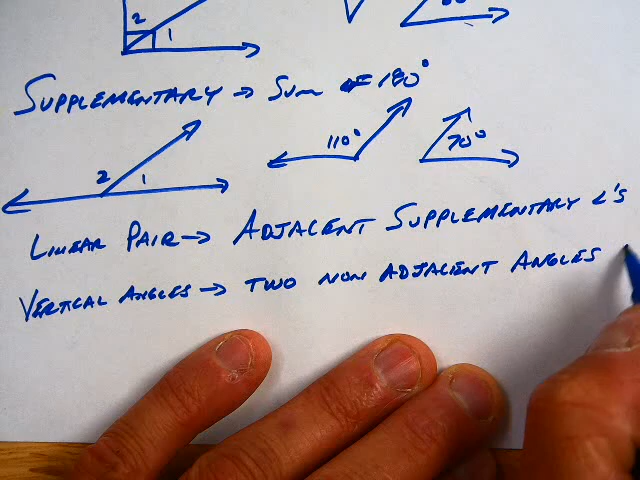 2
1
SUPPLEMENTARY → SUM = 180°
110°
70°
2
1
LINEAR PAIR → ADJACENT SUPPLEMENTARY ∠'S
VERTICAL ANGLES → TWO NON ADJACENT ANGLES